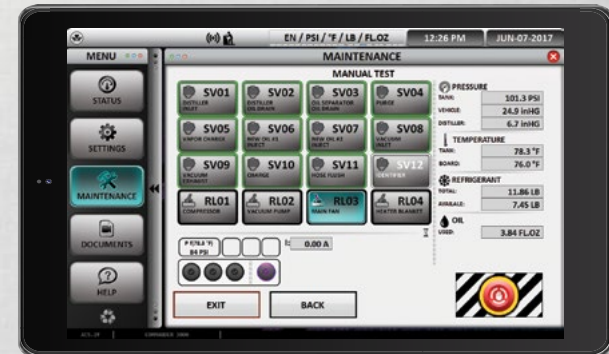 EN / PSI / °F / LB / FL.OZ
12:26 PM
JUN-07-2017
MENU
MAINTENANCE
STATUS
SETTINGS
MAINTENANCE
DOCUMENTS
HELP
MANUAL TEST
SV01
DISTILLER INLET
SV02
DISTILLER OIL DRAIN
SV03
OIL SEPARATOR OIL DRAIN
SV04
PURGE
SV05
VAPOR CHARGE
SV06
NEW OIL #1 INJECT
SV07
NEW OIL #2 INJECT
SV08
VACUUM INLET
SV09
VACUUM EXHAUST
SV10
CHARGE
SV11
HOSE FLUSH
SV12
IDENTIFIER
RL01
COMPRESSOR
RL02
VACUUM PUMP
RL03
MAIN FAN
RL04
HEATER BLANKET
84 PSI
0.00 A
EXIT
BACK
PRESSURE
TANK: 101.3 PSI
VEHICLE: 24.9 inHG
DISTILLER: 6.7 inHG
TEMPERATURE
TANK: 78.3 °F
BOARD: 76.0 °F
REFRIGERANT
TOTAL: 11.86 LB
7.45 LB
OIL
USED: 3.84 FL.OZ